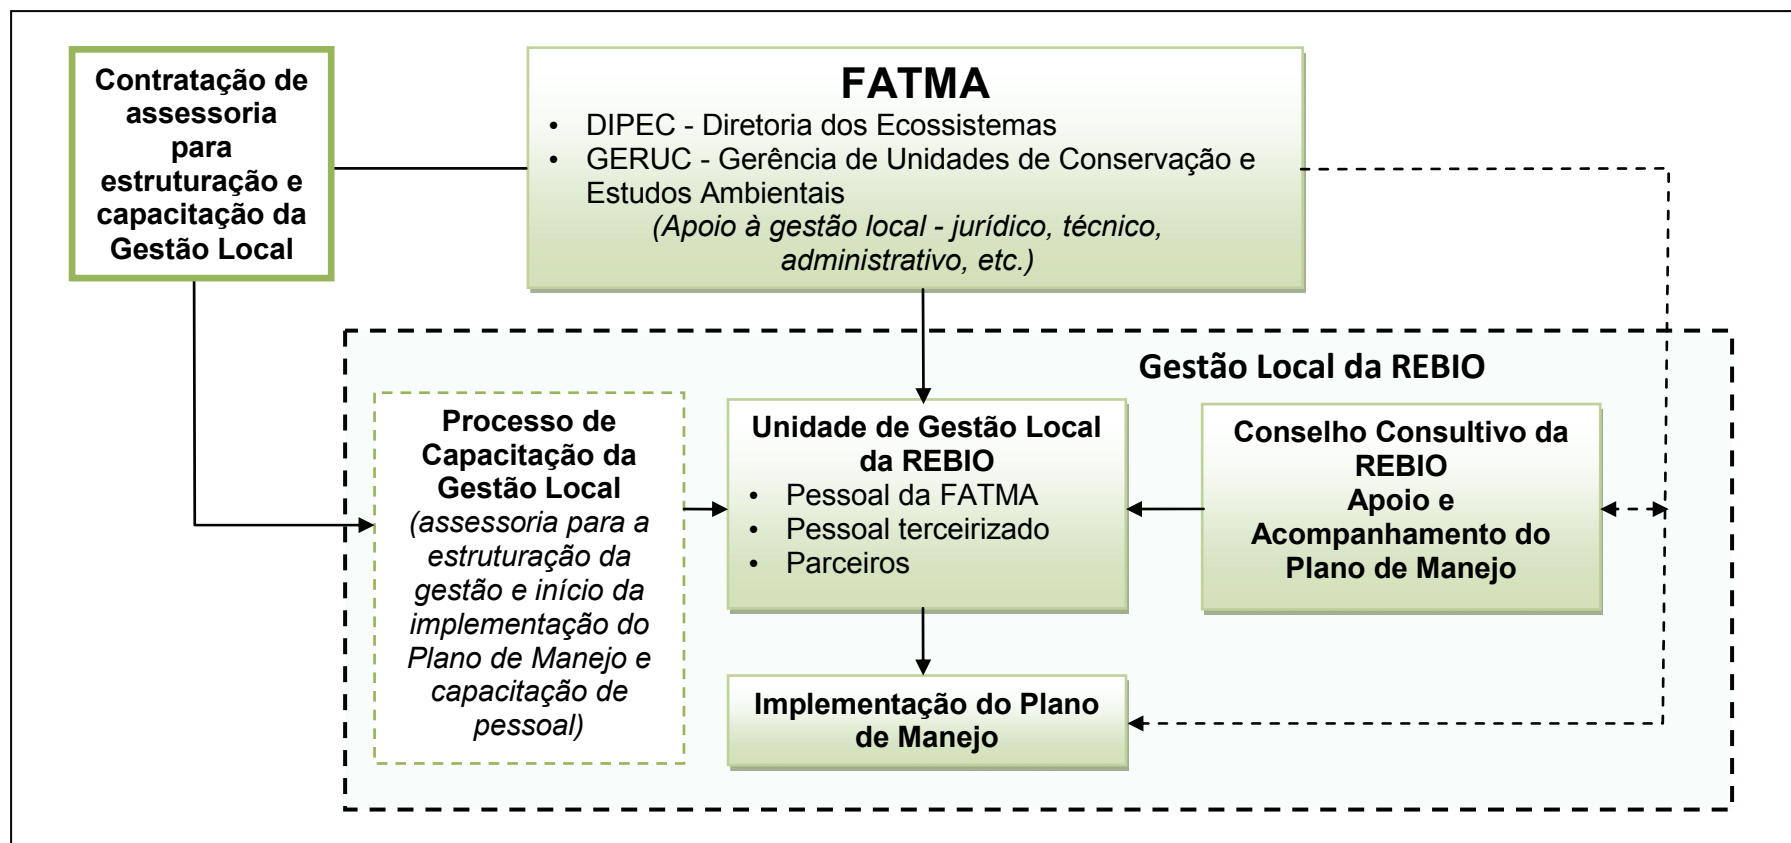 Contratação de
assessoria
para
estruturação e
capacitação da
Gestão Local
FATMA
• DIPEC - Diretoria dos Ecossistemas
• GERUC - Gerência de Unidades de Conservação e
Estudos Ambientais
(Apoio à gestão local - jurídico, técnico,
administrativo, etc.)
Gestão Local da REBIO
Processo de
Capacitação da
Gestão Local
(assessoria para a
estruturação da
gestão e início da
implementação do
Plano de Manejo e
capacitação de
pessoal)
Unidade de Gestão Local
da REBIO
• Pessoal da FATMA
• Pessoal terceirizado
• Parceiros
Conselho Consultivo da
REBIO
Apoio e
Acompanhamento do
Plano de Manejo
Implementação do Plano
de Manejo